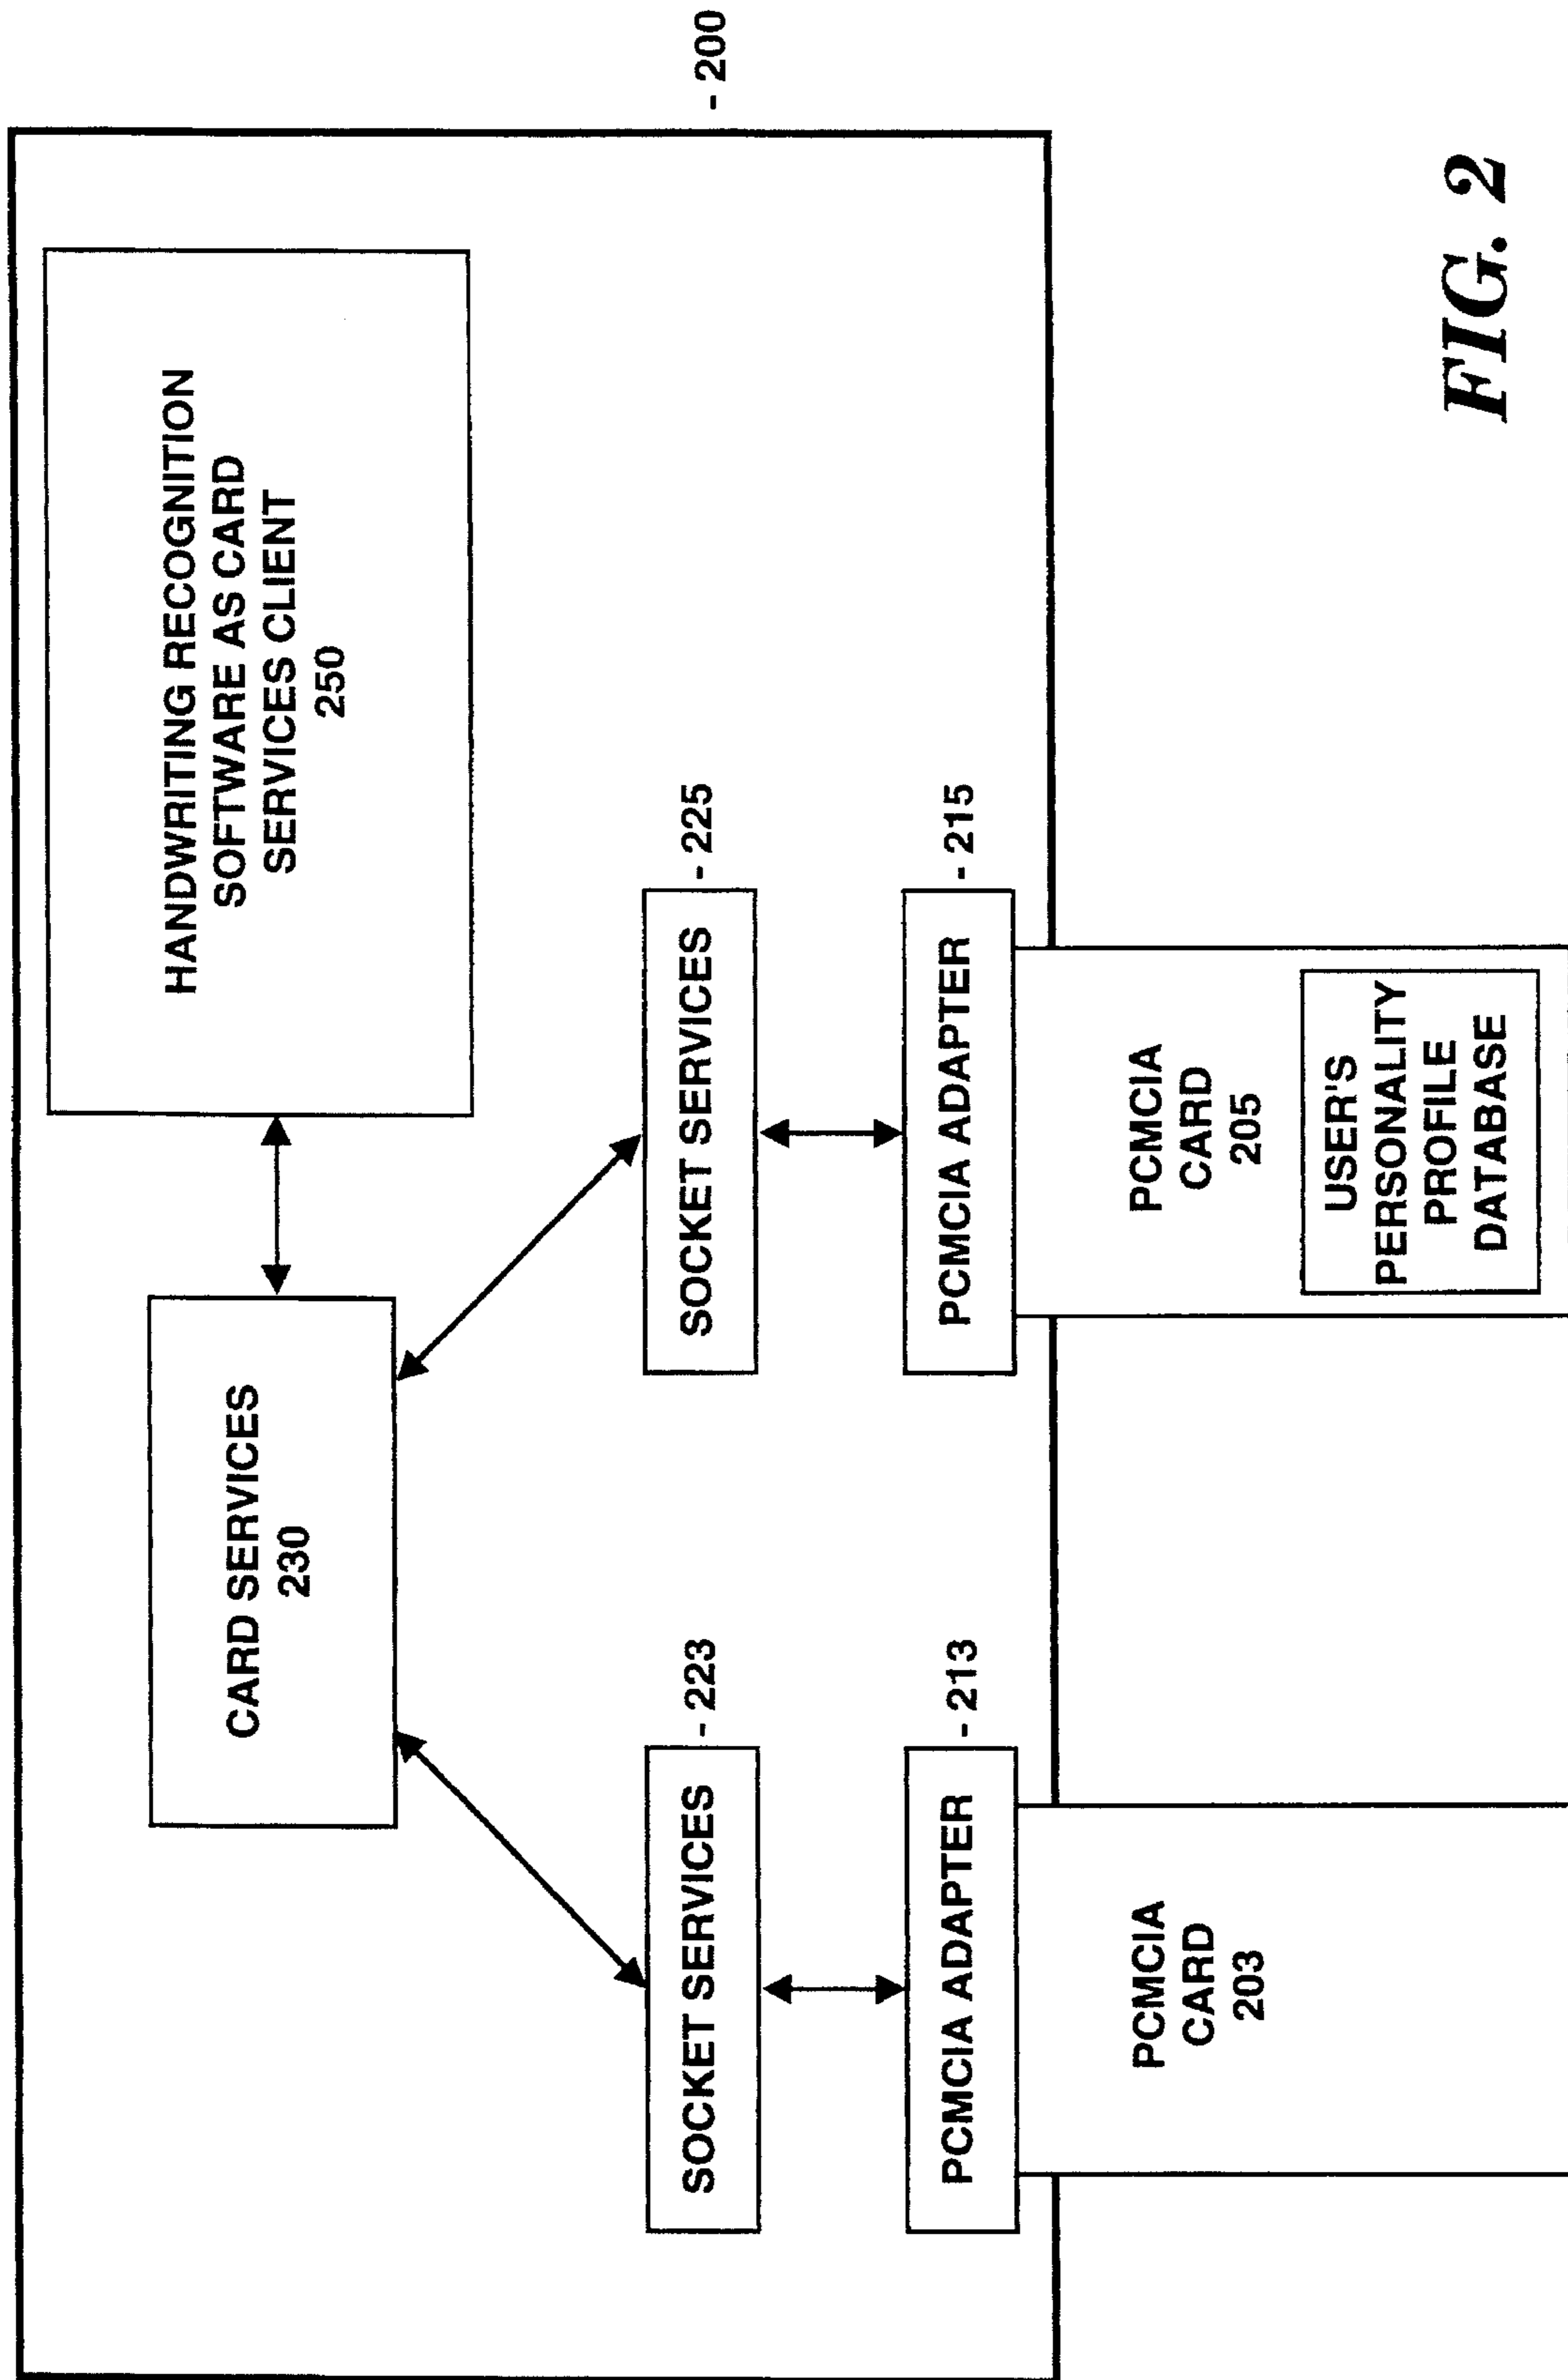 - 200
HANDWRITING RECOGNITION
SOFTWARE AS CARD
SERVICES CLIENT
250
CARD SERVICES
230
SOCKET SERVICES
- 223
SOCKET SERVICES
- 225
PCMCIA ADAPTER
- 213
PCMCIA ADAPTER
- 215
PCMCIA
CARD
203
PCMCIA
CARD
205
USER'S
PERSONALITY
PROFILE
DATABASE
FIG. 2